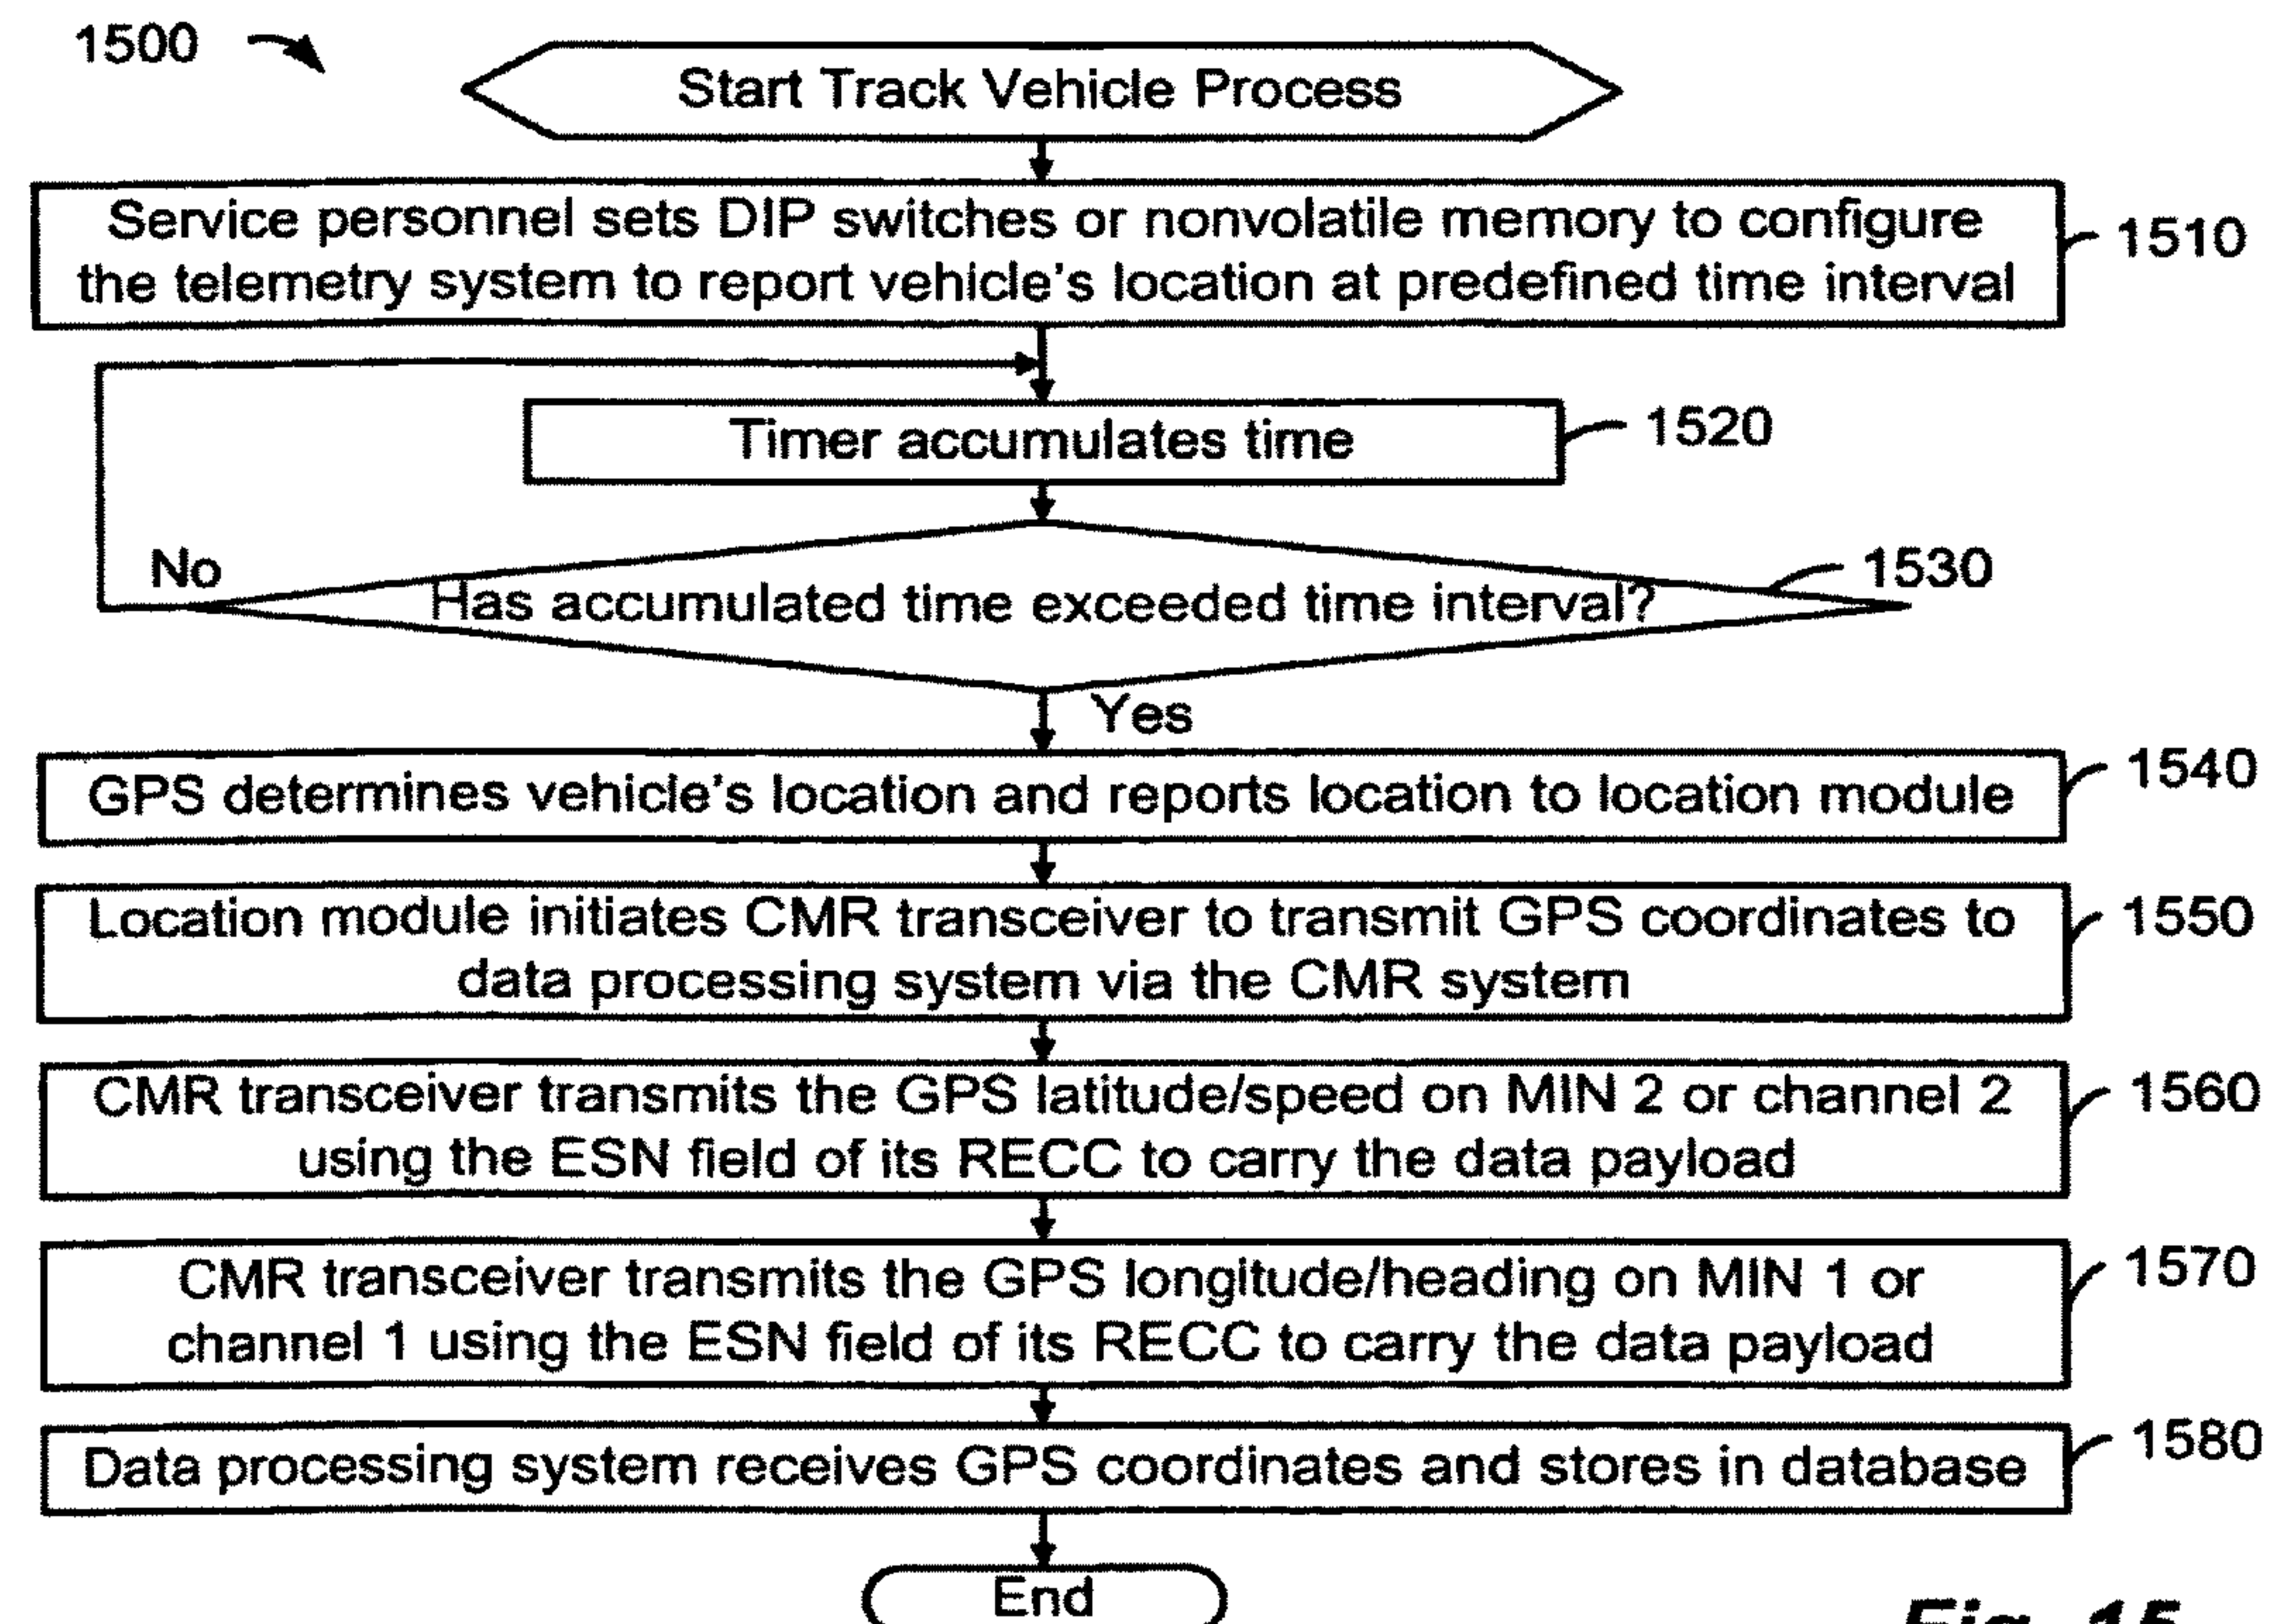 1500
Start Track Vehicle Process
Service personnel sets DIP switches or nonvolatile memory to configure
the telemetry system to report vehicle's location at predefined time interval
1510
Timer accumulates time
1520
No
Has accumulated time exceeded time interval?
1530
Yes
GPS determines vehicle's location and reports location to location module
1540
Location module initiates CMR transceiver to transmit GPS coordinates to
data processing system via the CMR system
1550
CMR transceiver transmits the GPS latitude/speed on MIN 2 or channel 2
using the ESN field of its RECC to carry the data payload
1560
CMR transceiver transmits the GPS longitude/heading on MIN 1 or
channel 1 using the ESN field of its RECC to carry the data payload
1570
Data processing system receives GPS coordinates and stores in database
1580
End
Fig. 15